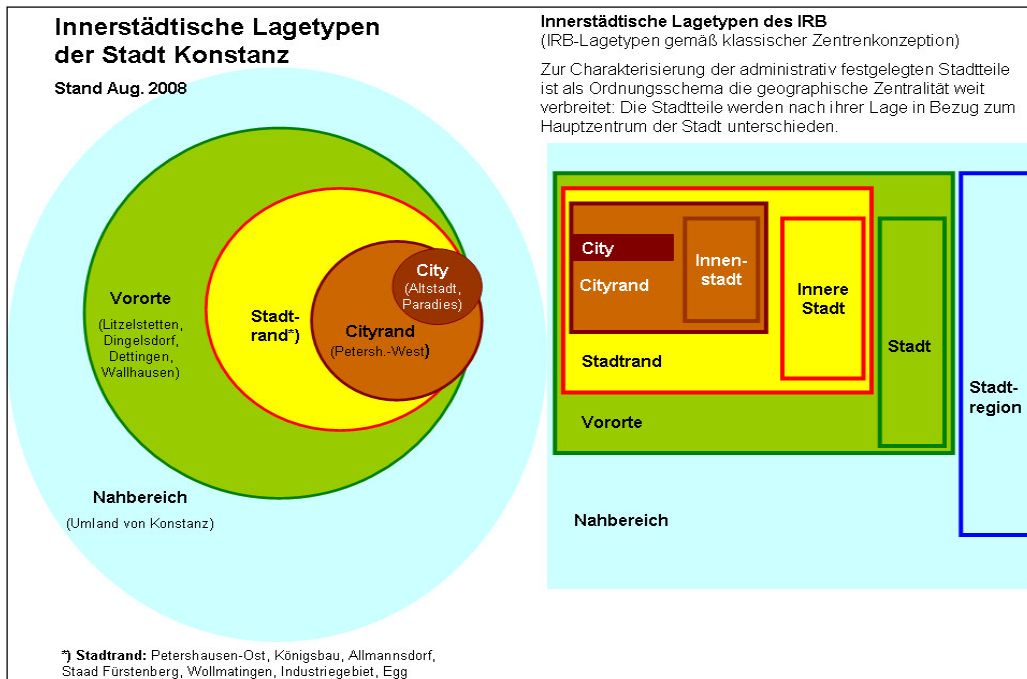 Innerstädtische Lagetypen
der Stadt Konstanz
Stand Aug. 2008
City
(Altstadt,
Paradies)
Vororte
(Litzelstetten,
Dingelsdorf,
Dettingen,
Wallhausen)
Stadt-
rand*)
Cityrand
(Petersh.-West)
Nahbereich
(Umland von Konstanz)
*) Stadtrand: Petershausen-Ost, Königsbau, Allmannsdorf,
Staad Fürstenberg, Wollmatingen, Industriegebiet, Egg
Innerstädtische Lagetypen des IRB
(IRB-Lagetypen gemäß klassischer Zentrenkonzeption)
Zur Charakterisierung der administrativ festgelegten Stadtteile
ist als Ordnungsschema die geographische Zentralität weit
verbreitet: Die Stadtteile werden nach ihrer Lage in Bezug zum
Hauptzentrum der Stadt unterschieden.
City
Cityrand
Innen-
stadt
Innere
Stadt
Stadtrand
Stadt
Vororte
Stadt-
region
Nahbereich